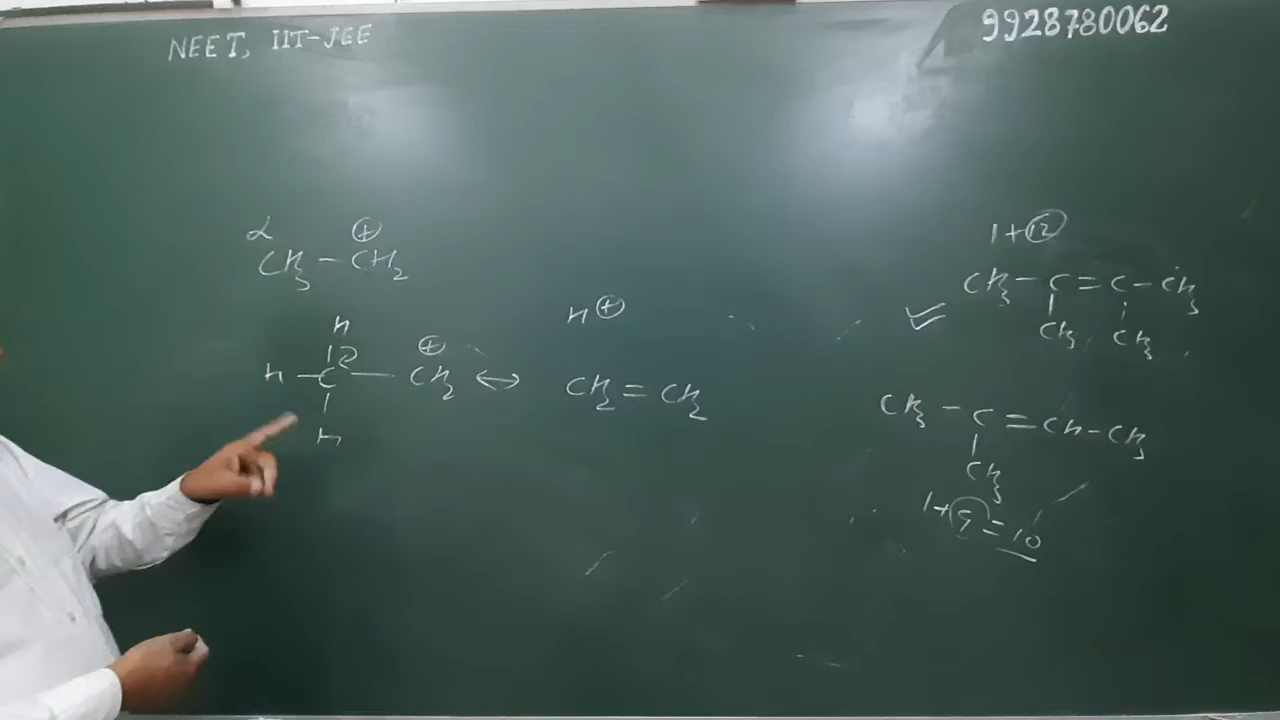 NEET, IIT-JEE
9928780062
α ⊕
CH3 - CH2
H
H - C - CH2 ⊕ ↔ CH2 = CH2
H
H ⊕
1+12
CH3 - C = C - CH3
CH3 CH3
CH3 - C = CH - CH3
CH3
1+9 = 10